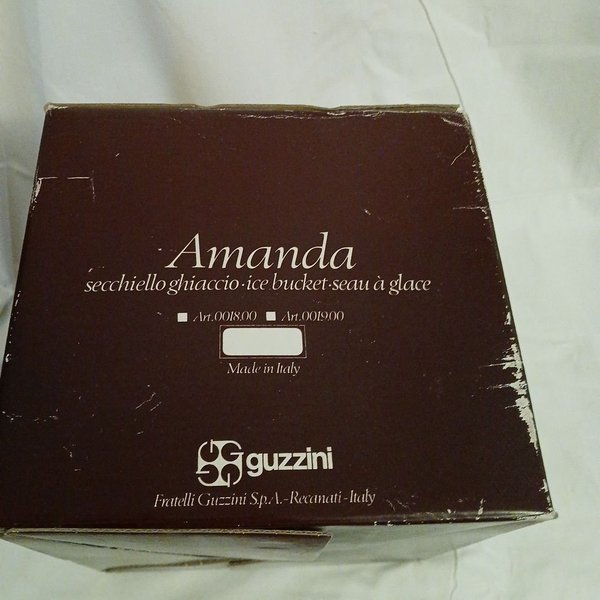 Amanda
secchiello ghiaccio·ice bucket·seau à glace
Art.0018.00 Art.0019.00
Made in Italy
guzzini
Fratelli Guzzini S.p.A.-Recanati-Italy